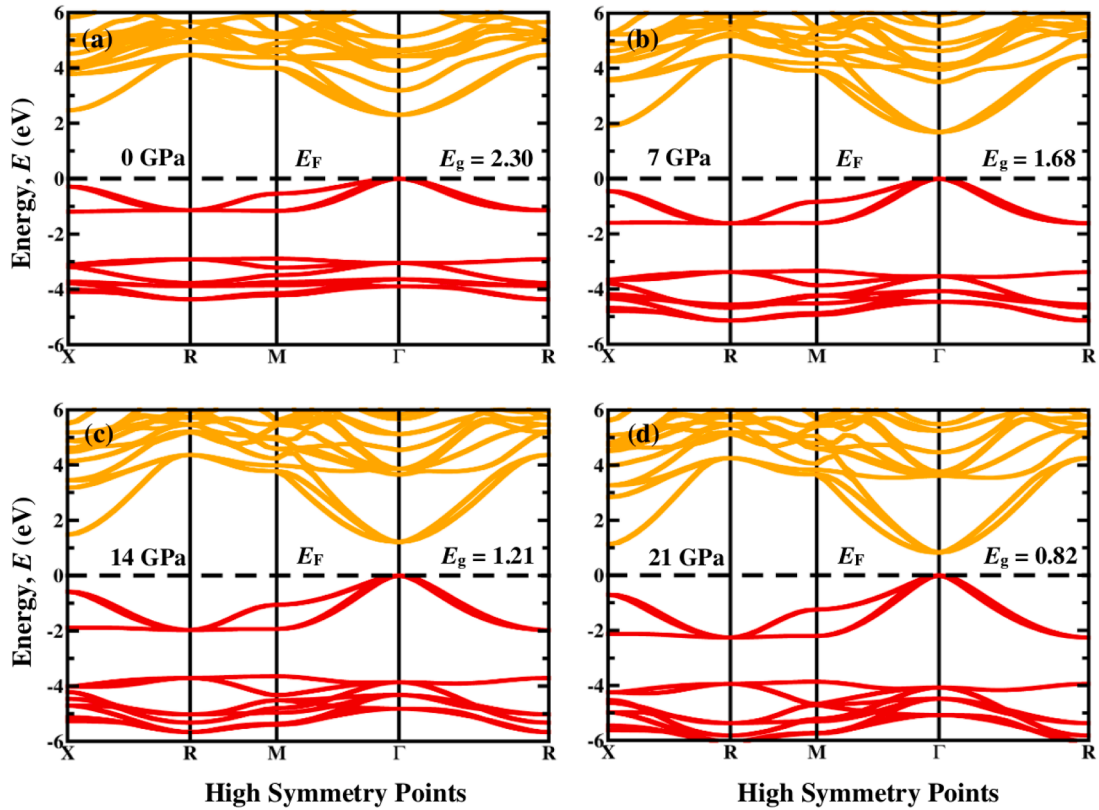 (a)
6
4
2
0
-2
-4
-6
Energy, E (eV)
0 GPa
EF
Eg = 2.30
X
R
M
Γ
R
(b)
6
4
2
0
-2
-4
-6
7 GPa
EF
Eg = 1.68
X
R
M
Γ
R
(c)
6
4
2
0
-2
-4
-6
Energy, E (eV)
14 GPa
EF
Eg = 1.21
X
R
M
Γ
R
High Symmetry Points
(d)
6
4
2
0
-2
-4
-6
21 GPa
EF
Eg = 0.82
X
R
M
Γ
R
High Symmetry Points